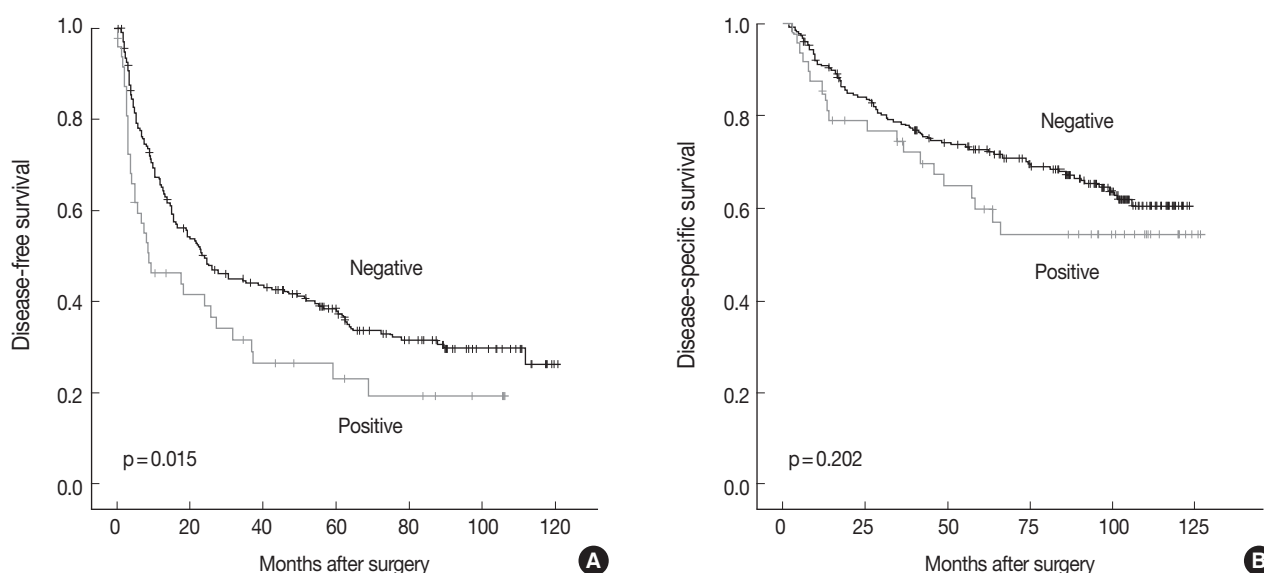 1.0
0.8
0.6
0.4
0.2
0.0
Disease-free survival
Negative
Positive
p=0.015
0 20 40 60 80 100 120
Months after surgery
A
1.0
0.8
0.6
0.4
0.2
0.0
Disease-specific survival
Negative
Positive
p=0.202
0 25 50 75 100 125
Months after surgery
B